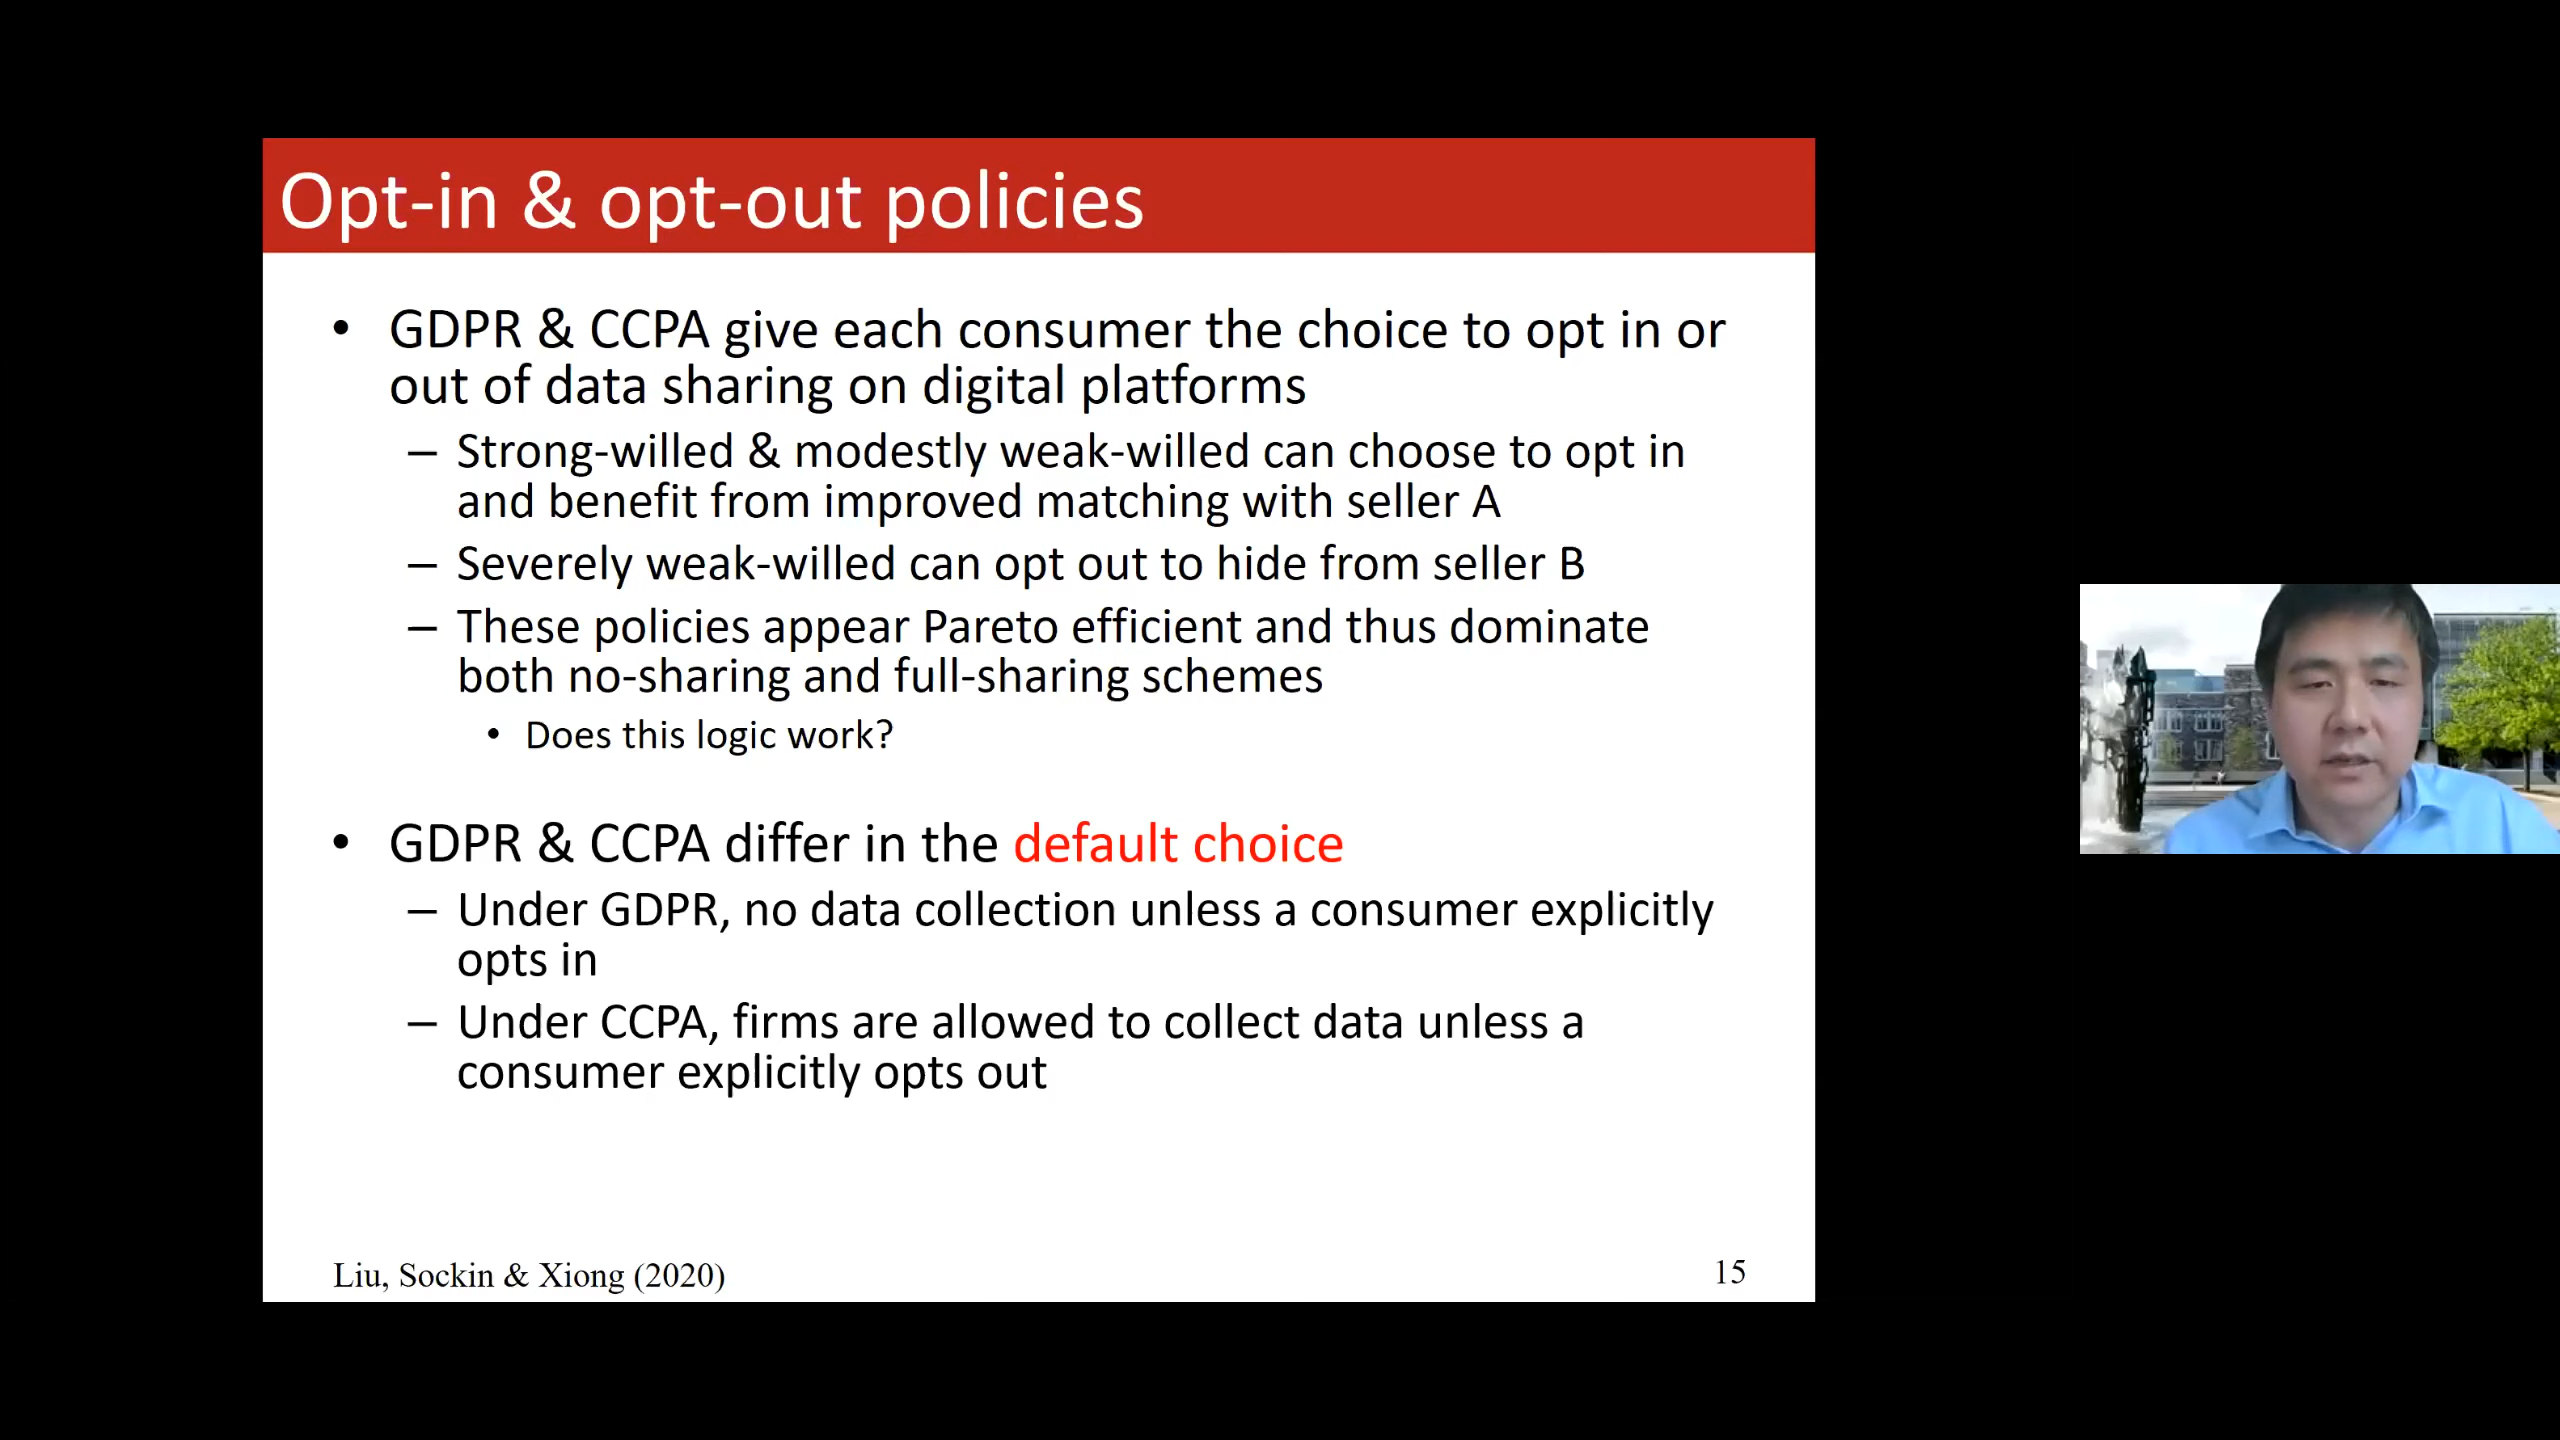 Opt-in & opt-out policies
• GDPR & CCPA give each consumer the choice to opt in or
out of data sharing on digital platforms
– Strong-willed & modestly weak-willed can choose to opt in
and benefit from improved matching with seller A
– Severely weak-willed can opt out to hide from seller B
– These policies appear Pareto efficient and thus dominate
both no-sharing and full-sharing schemes
• Does this logic work?
• GDPR & CCPA differ in the default choice
– Under GDPR, no data collection unless a consumer explicitly
opts in
– Under CCPA, firms are allowed to collect data unless a
consumer explicitly opts out
Liu, Sockin & Xiong (2020)
15